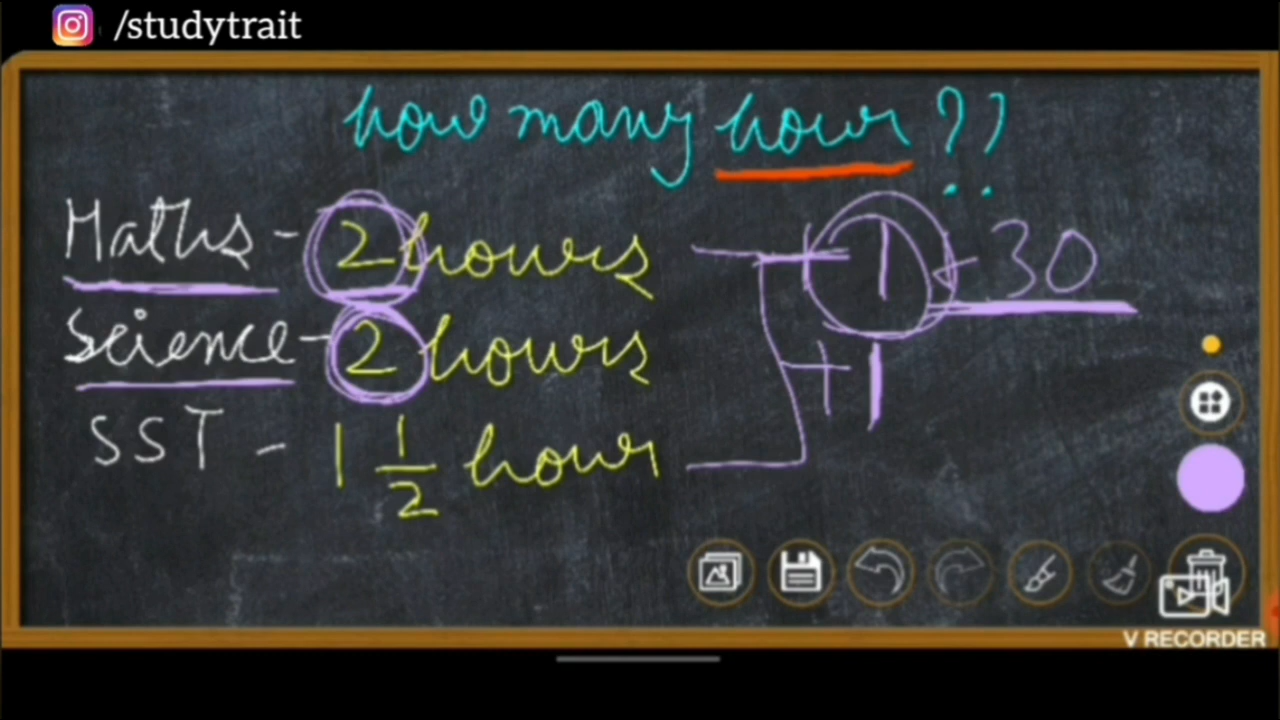 /studytrait
how many hour ??
Maths - 2 hours
Science - 2 hours
SST - 1 1/2 hour
1 - 30
+1
V RECORDER